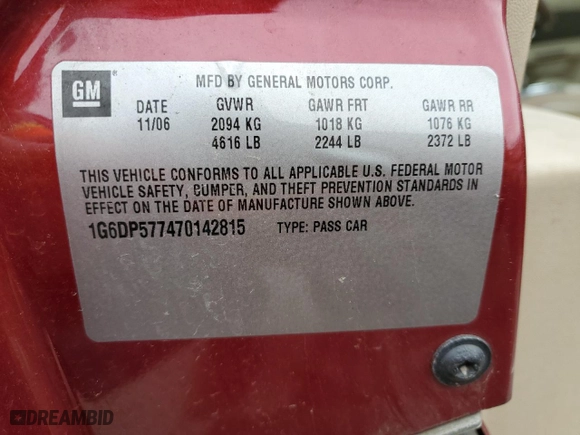 GM
MFD BY GENERAL MOTORS CORP.
DATE GVWR GAWR FRT GAWR RR
11/06 2094 KG 1018 KG 1076 KG
4616 LB 2244 LB 2372 LB
THIS VEHICLE CONFORMS TO ALL APPLICABLE U.S. FEDERAL MOTOR
VEHICLE SAFETY, CUMPER, AND THEFT PREVENTION STANDARDS IN
EFFECT ON THE DATE OF MANUFACTURE SHOWN ABOVE.
1G6DP577470142815 TYPE: PASS CAR
DREAMBID